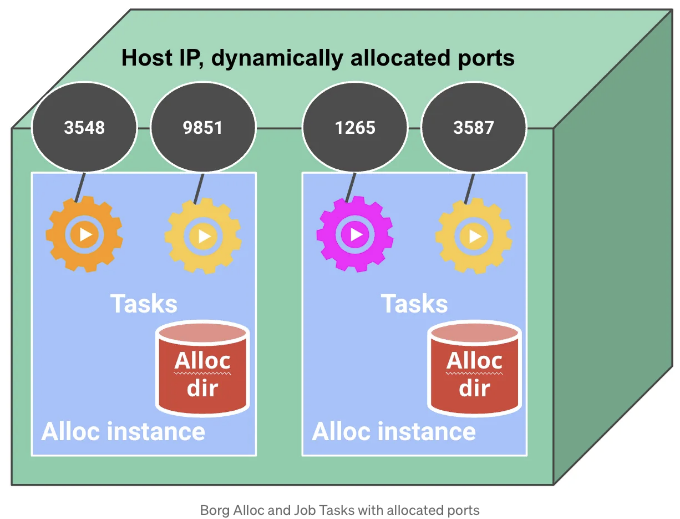 Host IP, dynamically allocated ports
3548
9851
1265
3587
Tasks
Alloc
dir
Alloc instance
Tasks
Alloc
dir
Alloc instance
Borg Alloc and Job Tasks with allocated ports